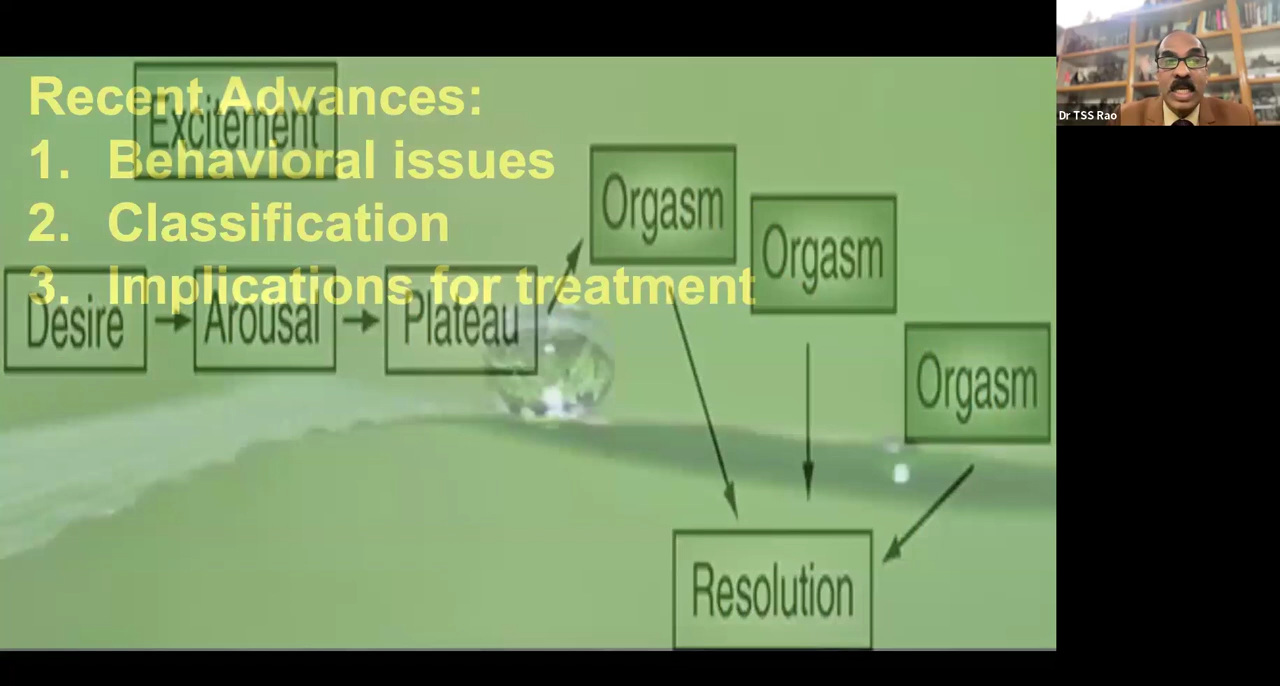 Recent Advances:
Excitement
1. Behavioral issues
2. Classification
3. Implications for treatment
Desire
Arousal
Plateau
Orgasm
Orgasm
Orgasm
Resolution
Dr TSS Rao